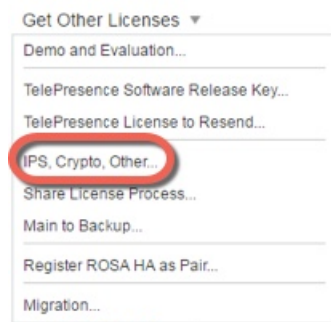 Get Other Licenses ▼
Demo and Evaluation...
TelePresence Software Release Key...
TelePresence License to Resend...
IPS, Crypto, Other...
Share License Process...
Main to Backup...
Register ROSA HA as Pair...
Migration...